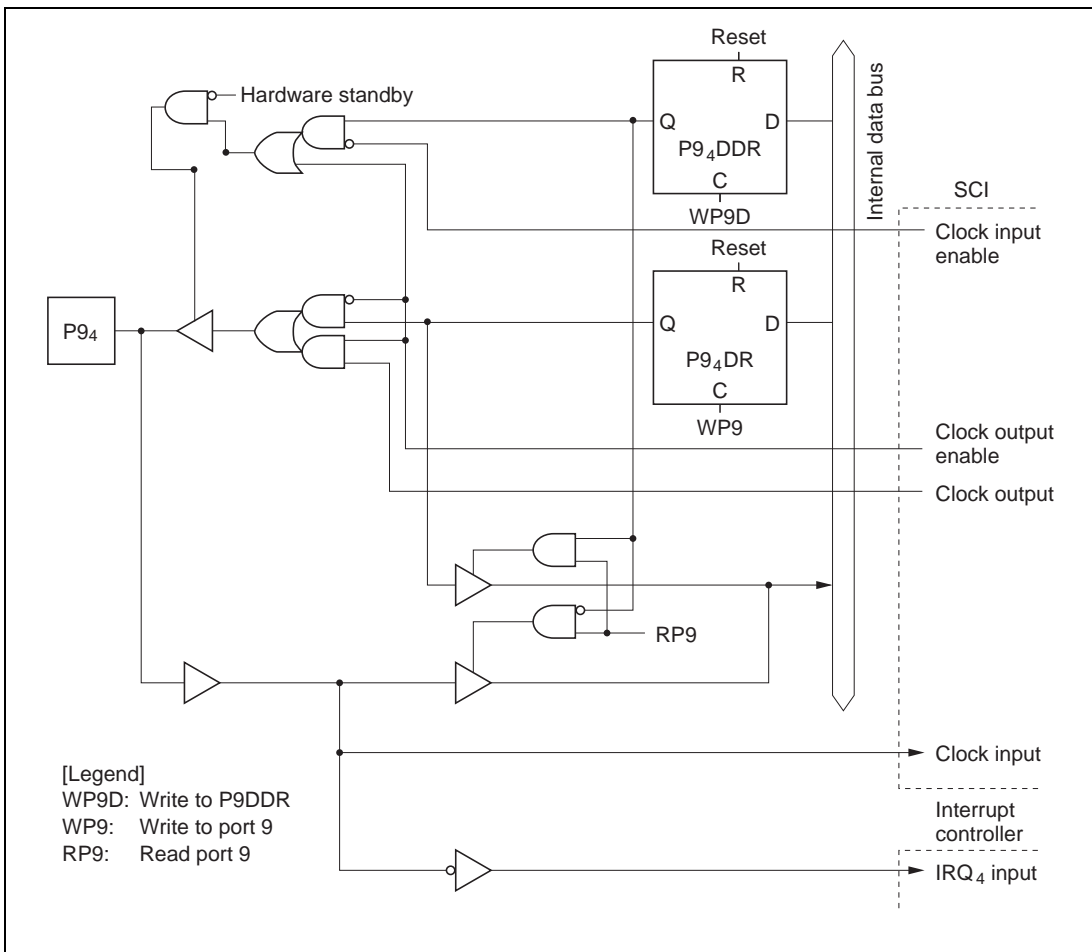 Reset
R
Hardware standby
Q
D
P9₄DDR
C
WP9D
Internal data bus
SCI
Clock input
enable
Reset
R
P9₄
Q
D
P9₄DR
C
WP9
Clock output
enable
Clock output
RP9
Clock input
[Legend]
WP9D: Write to P9DDR
WP9: Write to port 9
RP9: Read port 9
Interrupt
controller
IRQ₄ input